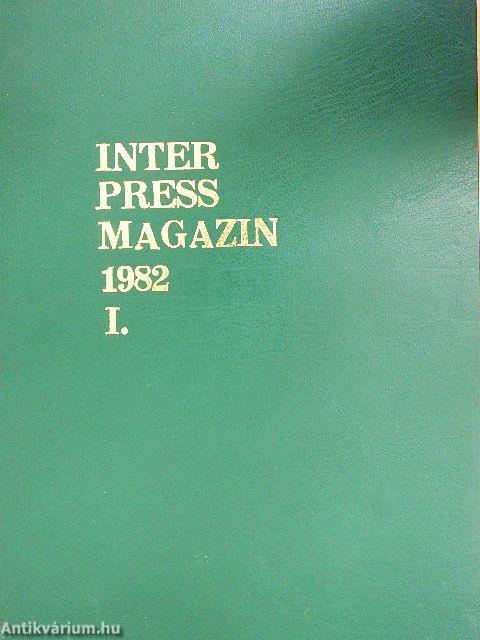 INTER
PRESS
MAGAZIN
1982
I.
Antikvárium.hu